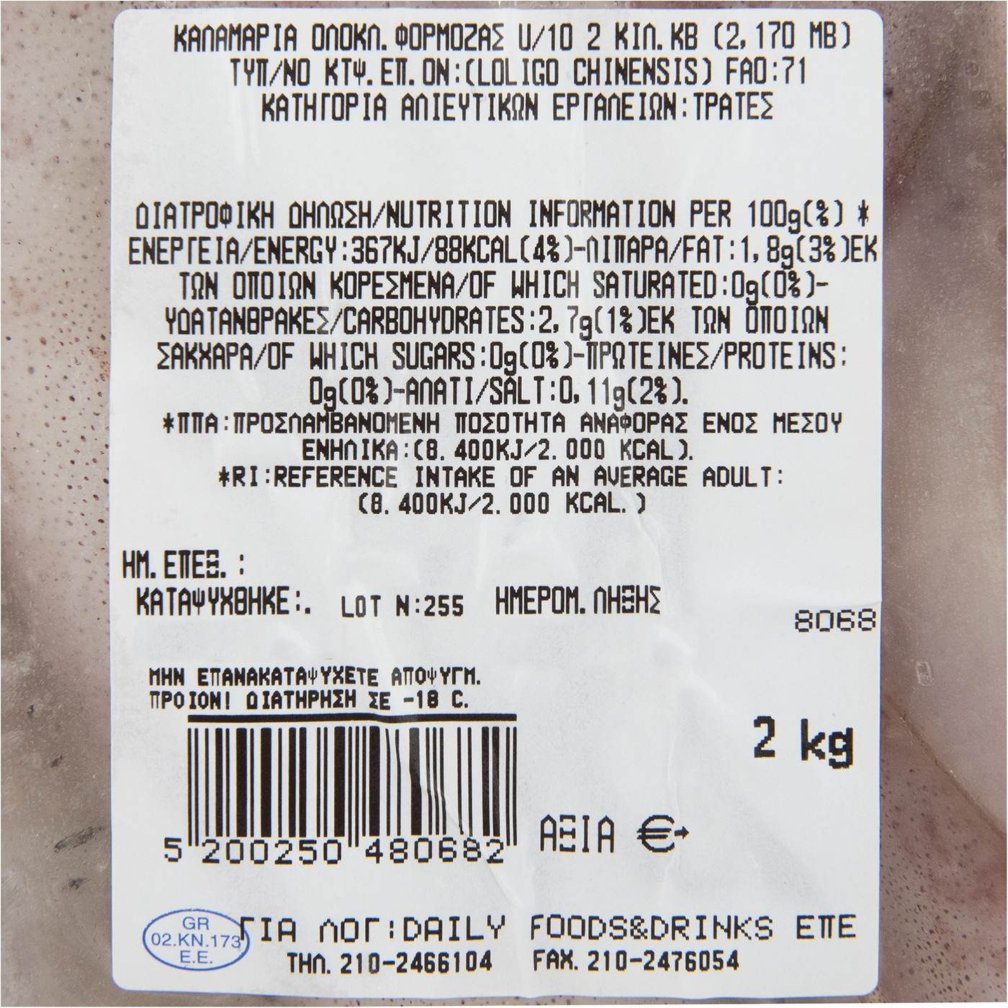 ΚΑΛΑΜΑΡΙΑ ΟΛΟΚΛ. ΦΟΡΜΟΖΑΣ U/10 2 ΚΙΛ. ΚΒ (2,170 ΜΒ)
ΤΥΠ/ΝΟ ΚΤΨ. ΕΠ. ΟΝ:(LOLIGO CHINENSIS) FAO:71
ΚΑΤΗΓΟΡΙΑ ΑΛΙΕΥΤΙΚΩΝ ΕΡΓΑΛΕΙΩΝ:ΤΡΑΤΕΣ
ΔΙΑΤΡΟΦΙΚΗ ΔΗΛΩΣΗ/NUTRITION INFORMATION PER 100g(%) *
ΕΝΕΡΓΕΙΑ/ENERGY:367KJ/88KCAL(4%)-ΛΙΠΑΡΑ/FAT:1,8g(3%)ΕΚ
ΤΩΝ ΟΠΟΙΩΝ ΚΟΡΕΣΜΕΝΑ/OF WHICH SATURATED:0g(0%)-
ΥΔΑΤΑΝΘΡΑΚΕΣ/CARBOHYDRATES:2,7g(1%)ΕΚ ΤΩΝ ΟΠΟΙΩΝ
ΣΑΚΧΑΡΑ/OF WHICH SUGARS:0g(0%)-ΠΡΩΤΕΙΝΕΣ/PROTEINS:
0g(0%)-ΑΛΑΤΙ/SALT:0,11g(2%).
*ΠΠΑ:ΠΡΟΣΛΑΜΒΑΝΟΜΕΝΗ ΠΟΣΟΤΗΤΑ ΑΝΑΦΟΡΑΣ ΕΝΟΣ ΜΕΣΟΥ
ΕΝΗΛΙΚΑ:(8.400KJ/2.000 KCAL).
*RI:REFERENCE INTAKE OF AN AVERAGE ADULT:
(8.400KJ/2.000 KCAL.)
ΗΜ. ΕΠΕΞ. :
ΚΑΤΑΨΥΧΘΗΚΕ:. LOT N:255 ΗΜΕΡΟΜ. ΛΗΞΗΣ
8068
ΜΗΝ ΕΠΑΝΑΚΑΤΑΨΥΧΕΤΕ ΑΠΟΨΥΓΜ.
ΠΡΟΙΟΝ! ΔΙΑΤΗΡΗΣΗ ΣΕ -18 C.
2 kg
5 200250 480682
ΑΞΙΑ €→
GR
02.KN.173
E.E.
ΓΙΑ ΛΟΓ:DAILY FOODS&DRINKS ΕΠΕ
ΤΗΛ. 210-2466104 FAX. 210-2476054